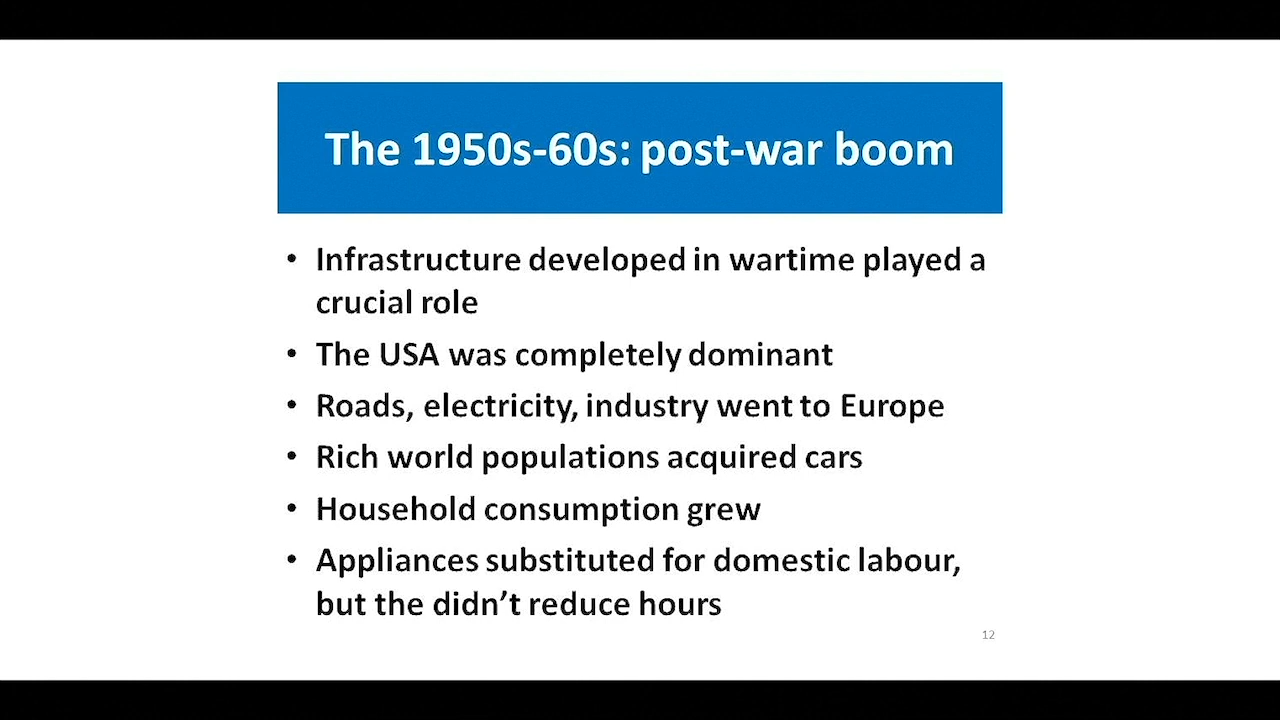 The 1950s-60s: post-war boom
• Infrastructure developed in wartime played a
crucial role
• The USA was completely dominant
• Roads, electricity, industry went to Europe
• Rich world populations acquired cars
• Household consumption grew
• Appliances substituted for domestic labour,
but the didn’t reduce hours
12